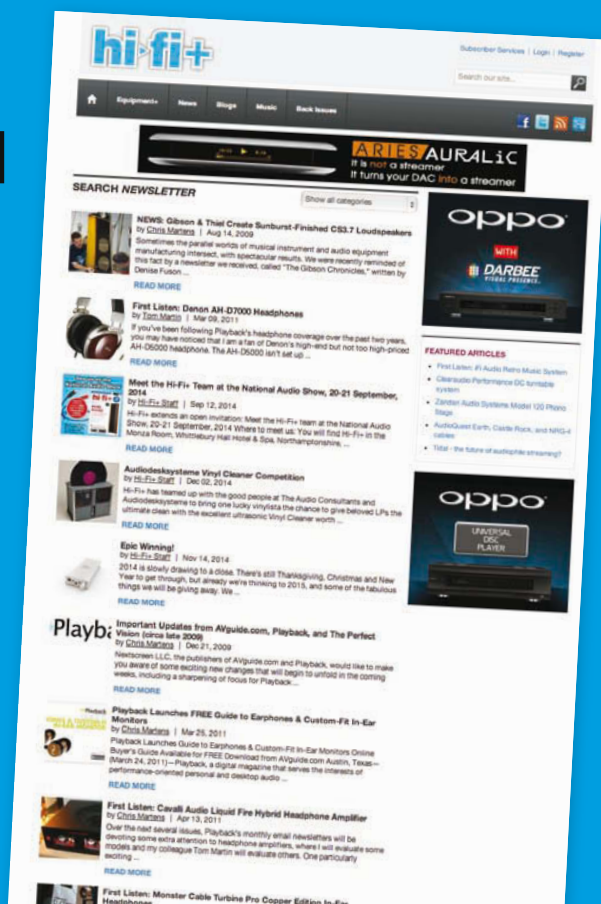 hi-fi+
Subscriber Services | Login | Register
Search our site...
Equipment+ News Blogs Music Back Issues
ARIES AURALiC
It is not a streamer
It turns your DAC into a streamer
SEARCH NEWSLETTER
Show all categories
NEWS: Gibson & Thiel Create Sunburst-Finished CS3.7 Loudspeakers
by Chris Martens | Aug 14, 2009
Sometimes the parallel worlds of musical instrument and audio equipment
manufacturing intersect, with spectacular results. We were recently reminded of
this fact by a newsletter we received, called "The Gibson Chronicles," written by
Denise Fuson ...
READ MORE
First Listen: Denon AH-D7000 Headphones
by Tom Martin | Mar 09, 2011
If you've been following Playback's headphone coverage over the past two years,
you may have noticed that I am a fan of Denon's high-end but not too high-priced
AH-D5000 headphone. The AH-D5000 isn't set up ...
READ MORE
Meet the Hi-Fi+ Team at the National Audio Show, 20-21 September,
2014
by Hi-Fi+ Staff | Sep 12, 2014
Hi-Fi+ extends an open invitation: Meet the Hi-Fi+ team at the National Audio
Show, 20-21 September, 2014 Where to meet us: You will find Hi-Fi+ in the
Monza Room, Whittlebury Hall Hotel & Spa, Northamptonshire, ...
READ MORE
Audiodesksysteme Vinyl Cleaner Competition
by Hi-Fi+ Staff | Dec 02, 2014
Hi-Fi+ has teamed up with the good people at The Audio Consultants and
Audiodesksysteme to bring one lucky vinylista the chance to give beloved LPs the
ultimate clean with the excellent ultrasonic Vinyl Cleaner worth ...
READ MORE
Epic Winning!
by Hi-Fi+ Staff | Nov 14, 2014
2014 is slowly drawing to a close. There's still Thanksgiving, Christmas and New
Year to get through, but already we're thinking to 2015, and some of the fabulous
things we will be giving away. We ...
READ MORE
Playba
Important Updates from AVguide.com, Playback, and The Perfect
Vision (circa late 2009)
by Chris Martens | Dec 21, 2009
Nextscreen LLC, the publishers of AVguide.com and Playback, would like to make
you aware of some exciting new changes that will begin to unfold in the coming
weeks, including a sharpening of focus for Playback ...
READ MORE
Playback Launches FREE Guide to Earphones & Custom-Fit In-Ear
Monitors
by Chris Martens | Mar 25, 2011
Playback Launches Guide to Earphones & Custom-Fit In-Ear Monitors Online
Buyer's Guide Available for FREE Download from AVguide.com Austin, Texas—
(March 24, 2011)—Playback, a digital magazine that serves the interests of
performance-oriented personal and desktop audio ...
READ MORE
First Listen: Cavalli Audio Liquid Fire Hybrid Headphone Amplifier
by Chris Martens | Apr 13, 2011
Over the next several issues, Playback's monthly email newsletters will be
devoting some extra attention to headphone amplifiers, where I will evaluate some
models and my colleague Tom Martin will evaluate others. One particularly
exciting ...
READ MORE
First Listen: Monster Cable Turbine Pro Copper Edition In-Ear
Headphones
oppo
WITH
DARBEE
VISUAL PRESENCE
FEATURED ARTICLES
First Listen: iFi Audio Retro Music System
Clearaudio Performance DC turntable
system
Zanden Audio Systems Model 120 Phono
Stage
AudioQuest Earth, Castle Rock, and NRG-4
cables
Tidal - the future of audiophile streaming?
oppo
UNIVERSAL
DISC
PLAYER